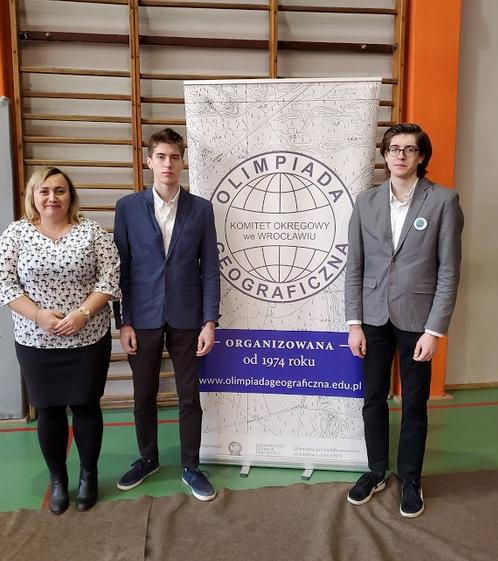 OLIMPIADA
KOMITET OKRĘGOWY
we WROCŁAWIU
GEOGRAFICZNA
ORGANIZOWANA
od 1974 roku
www.olimpiadageograficzna.edu.pl